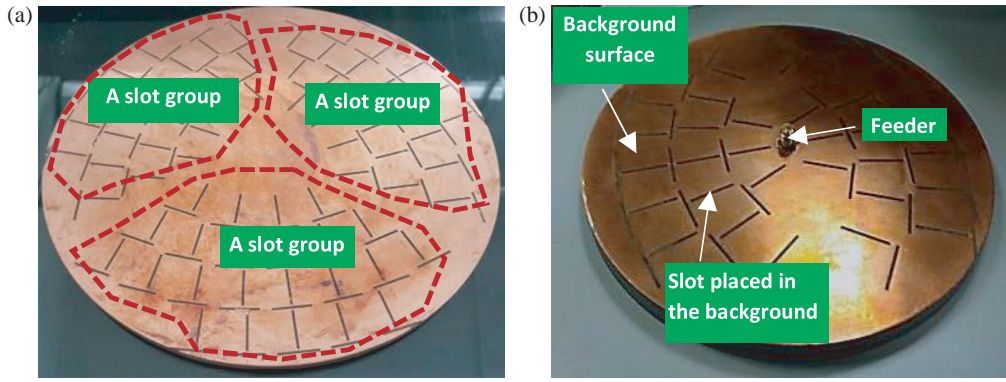 (a)
A slot group
A slot group
A slot group
(b)
Background
surface
Feeder
Slot placed in
the background